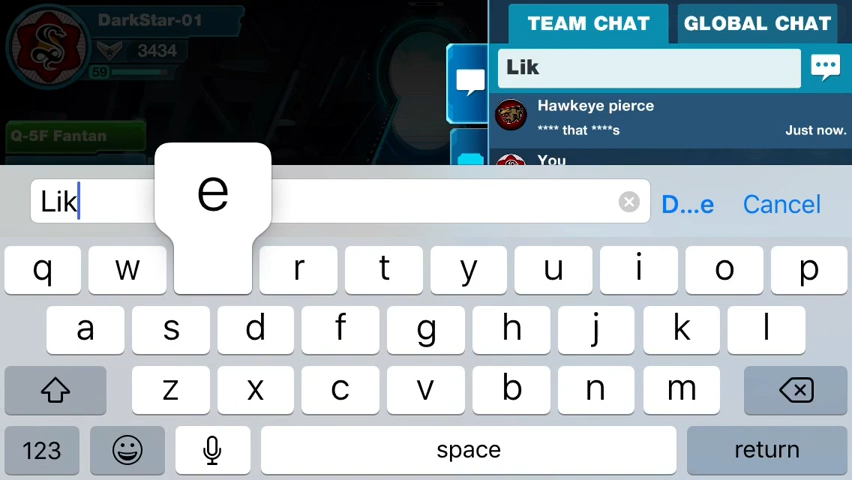 DarkStar-01
3434
59
Q-5F Fantan
TEAM CHAT
GLOBAL CHAT
Lik
Hawkeye pierce
**** that ****s
Just now.
You
Lik
D...e
Cancel
e
q w r t y u i o p
a s d f g h j k l
z x c v b n m
123
space
return